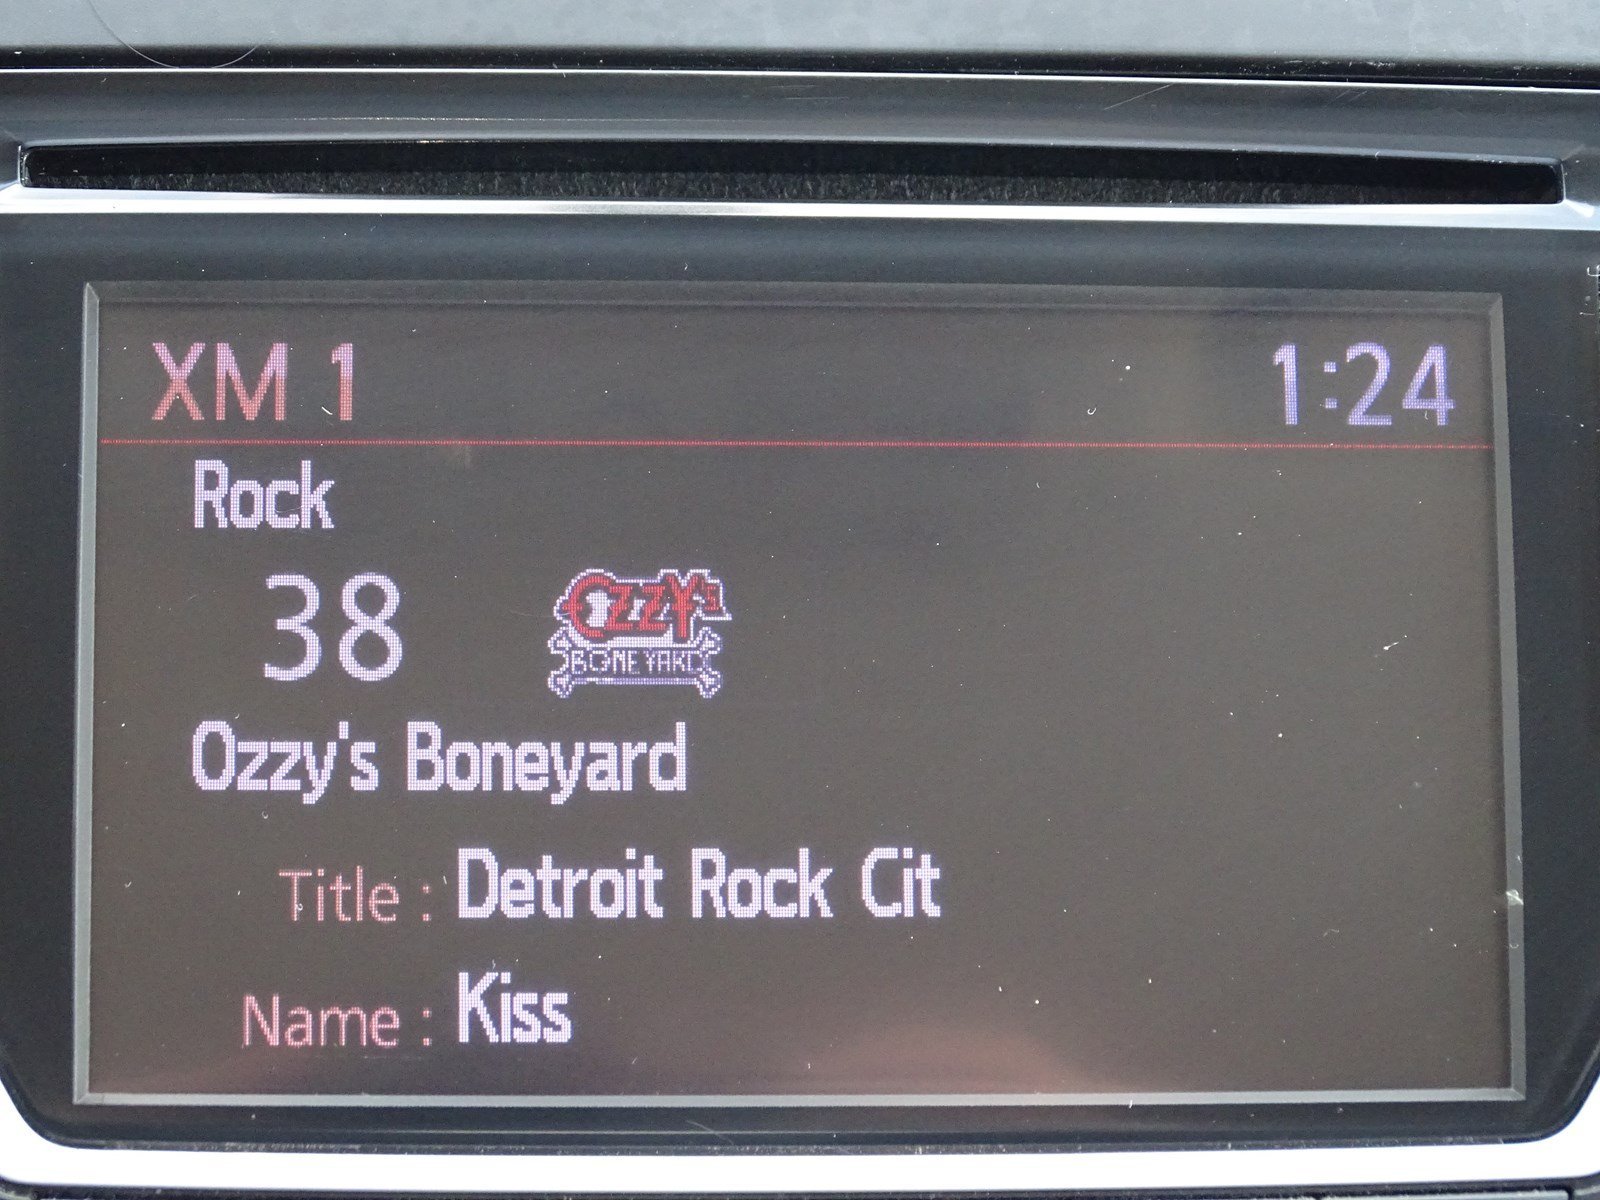 XM 1 1:24
Rock
38
OZZY'S
BONEYARD
Ozzy's Boneyard
Title : Detroit Rock Cit
Name : Kiss